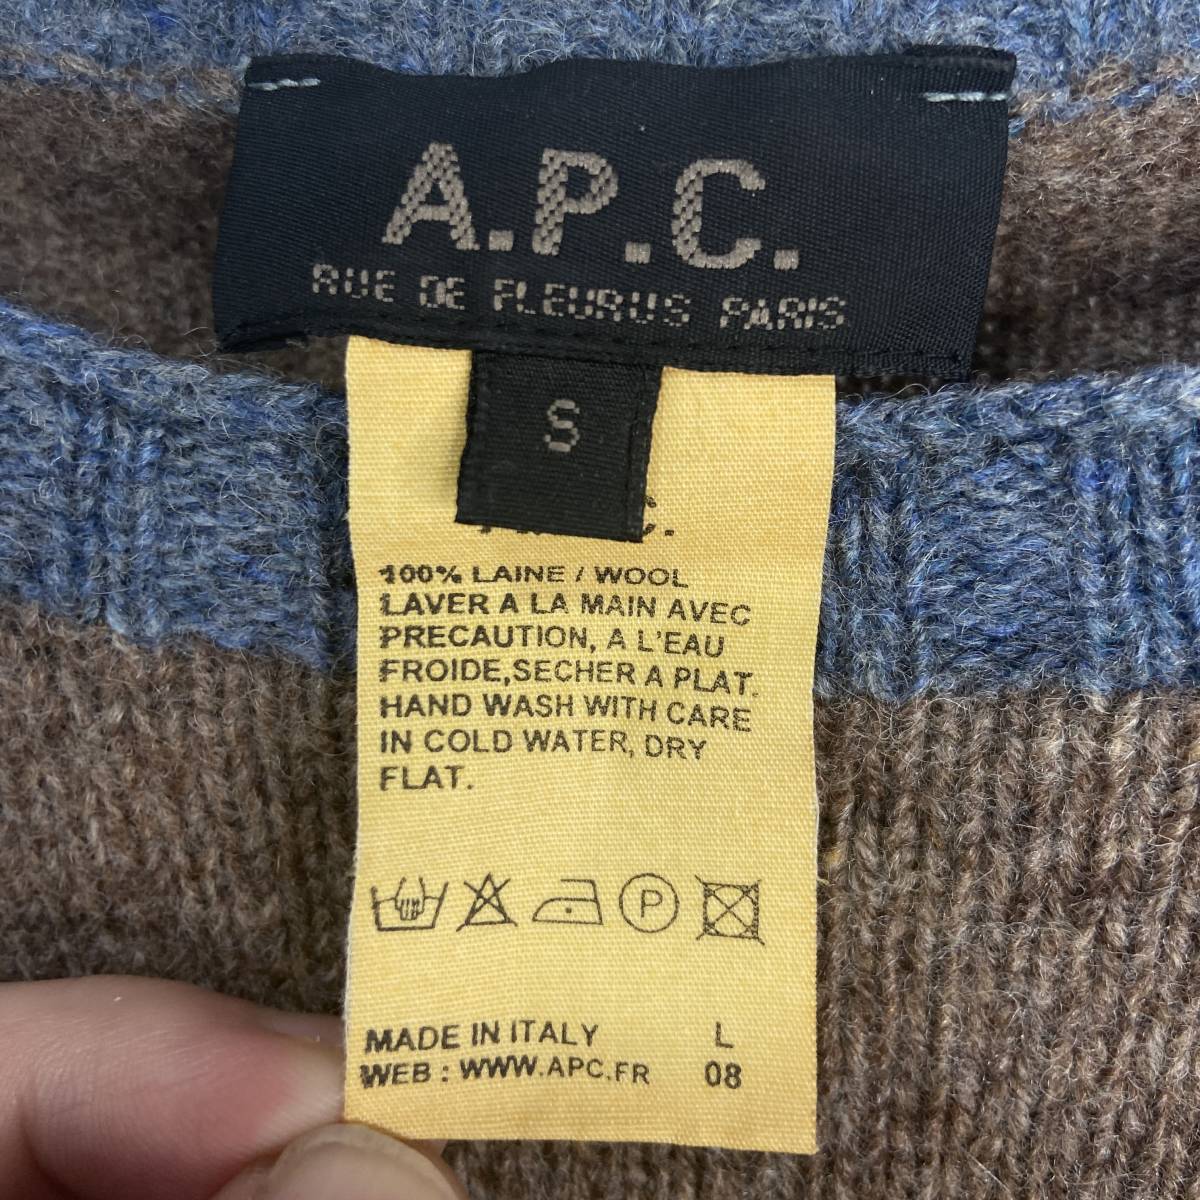 A.P.C.
RUE DE FLEURUS PARIS
S
C.
100% LAINE / WOOL
LAVER A LA MAIN AVEC
PRECAUTION, A L'EAU
FROIDE,SECHER A PLAT.
HAND WASH WITH CARE
IN COLD WATER, DRY
FLAT.
P
MADE IN ITALY L
WEB : WWW.APC.FR 08